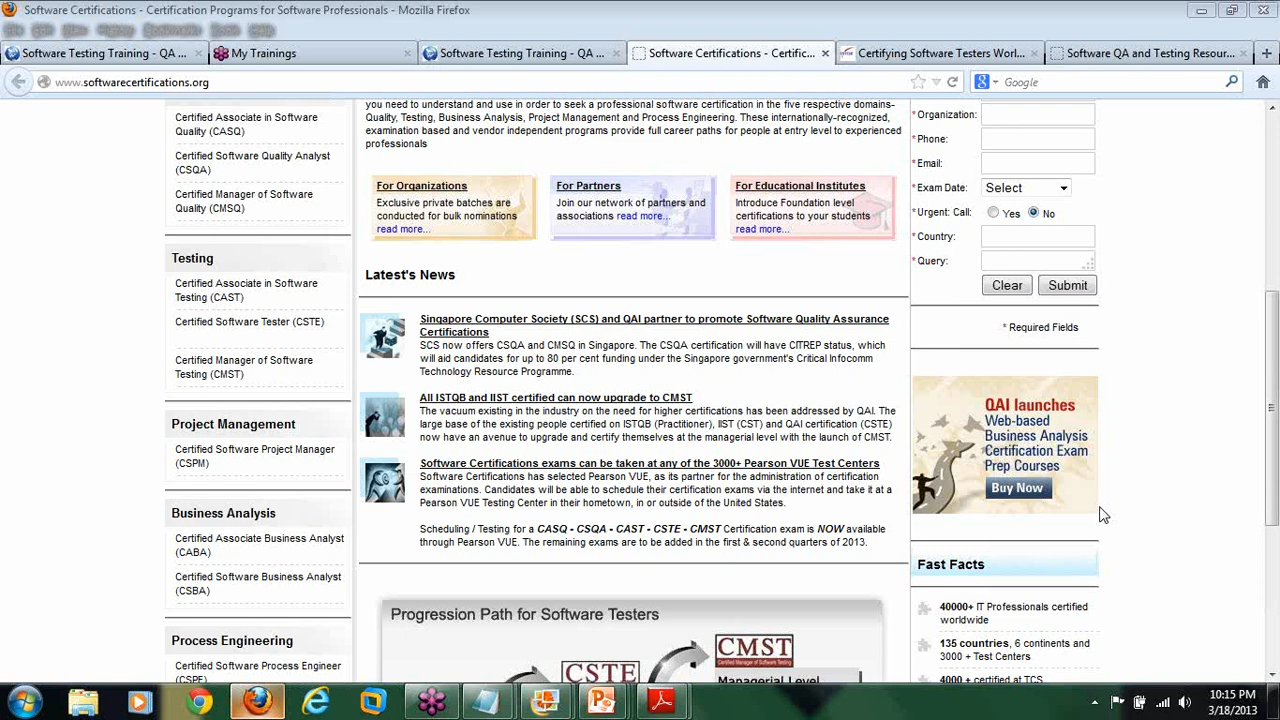 Software Certifications - Certification Programs for Software Professionals - Mozilla Firefox
Software Testing Training - QA ...
My Trainings
Software Testing Training - QA ...
Software Certifications - Certific...
Certifying Software Testers Worl...
Software QA and Testing Resour...
www.softwarecertifications.org
Google
Certified Associate in Software
Quality (CASQ)
Certified Software Quality Analyst
(CSQA)
Certified Manager of Software
Quality (CMSQ)
Testing
Certified Associate in Software
Testing (CAST)
Certified Software Tester (CSTE)
Certified Manager of Software
Testing (CMST)
Project Management
Certified Software Project Manager
(CSPM)
Business Analysis
Certified Associate Business Analyst
(CABA)
Certified Software Business Analyst
(CSBA)
Process Engineering
Certified Software Process Engineer
(CSPE)
you need to understand and use in order to seek a professional software certification in the five respective domains-
Quality, Testing, Business Analysis, Project Management and Process Engineering. These internationally-recognized,
examination based and vendor independent programs provide full career paths for people at entry level to experienced
professionals
For Organizations
Exclusive private batches are
conducted for bulk nominations
read more...
For Partners
Join our network of partners and
associations read more...
For Educational Institutes
Introduce Foundation level
certifications to your students
read more...
Latest's News
Singapore Computer Society (SCS) and QAI partner to promote Software Quality Assurance
Certifications
SCS now offers CSQA and CMSQ in Singapore. The CSQA certification will have CITREP status, which
will aid candidates for up to 80 per cent funding under the Singapore government's Critical Infocomm
Technology Resource Programme.
All ISTQB and IIST certified can now upgrade to CMST
The vacuum existing in the industry on the need for higher certifications has been addressed by QAI. The
large base of the existing people certified on ISTQB (Practitioner), IIST (CST) and QAI certification (CSTE)
now have an avenue to upgrade and certify themselves at the managerial level with the launch of CMST.
Software Certifications exams can be taken at any of the 3000+ Pearson VUE Test Centers
Software Certifications has selected Pearson VUE, as its partner for the administration of certification
examinations. Candidates will be able to schedule their certification exams via the internet and take it at a
Pearson VUE Testing Center in their hometown, in or outside of the United States.
Scheduling / Testing for a CASQ - CSQA - CAST - CSTE - CMST Certification exam is NOW available
through Pearson VUE. The remaining exams are to be added in the first & second quarters of 2013.
Progression Path for Software Testers
CMST
Certified Manager of Software Testing
CSTE
Managerial Level
* Organization:
* Phone:
* Email:
* Exam Date: Select
* Urgent: Call: Yes No
* Country:
* Query:
Clear Submit
* Required Fields
QAI launches
Web-based
Business Analysis
Certification Exam
Prep Courses
Buy Now
Fast Facts
40000+ IT Professionals certified
worldwide
135 countries, 6 continents and
3000 + Test Centers
4000 + certified at TCS
10:15 PM
3/18/2013